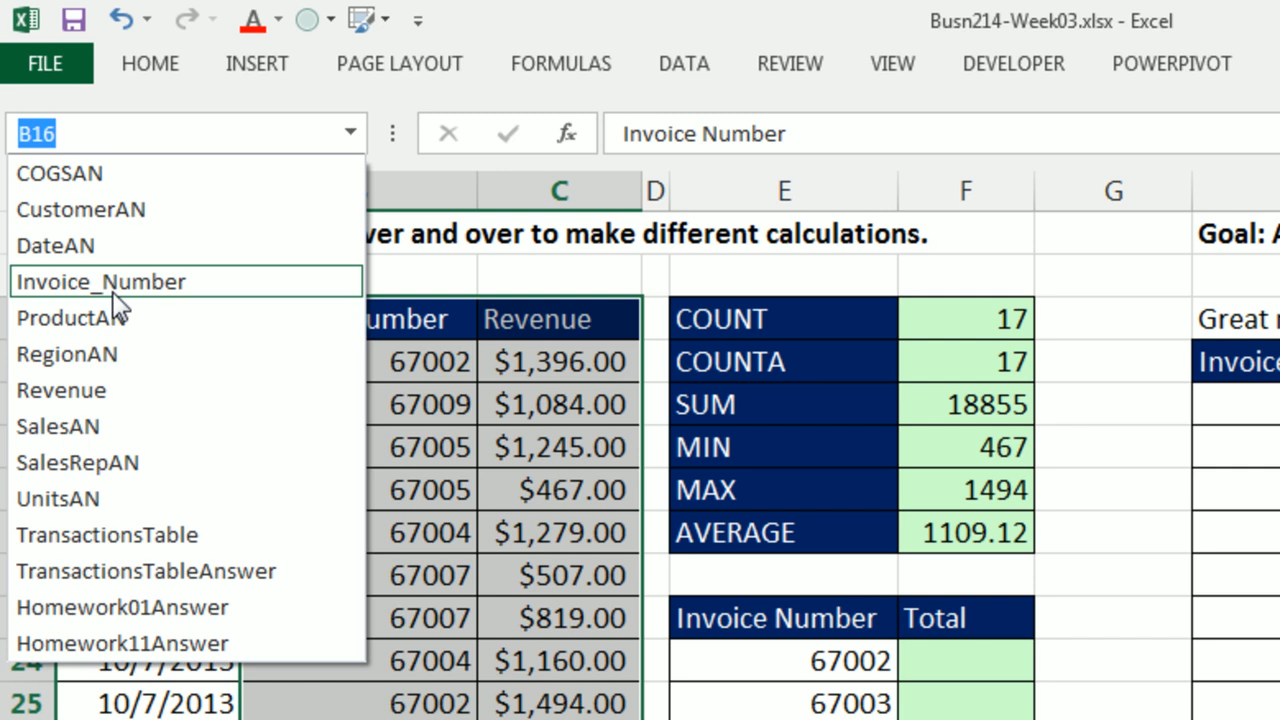 Busn214-Week03.xlsx - Excel
FILE HOME INSERT PAGE LAYOUT FORMULAS DATA REVIEW VIEW DEVELOPER POWERPIVOT
B16 fx Invoice Number
COGSAN
CustomerAN
DateAN
Invoice_Number
ProductAN
RegionAN
Revenue
SalesAN
SalesRepAN
UnitsAN
TransactionsTable
TransactionsTableAnswer
Homework01Answer
Homework11Answer
C D E F G
ver and over to make different calculations. Goal: A
umber Revenue COUNT 17 Great
67002 $1,396.00 COUNTA 17 Invoice
67009 $1,084.00 SUM 18855
67005 $1,245.00 MIN 467
67005 $467.00 MAX 1494
67004 $1,279.00 AVERAGE 1109.12
67007 $507.00
67007 $819.00 Invoice Number Total
24 10/7/2013 67004 $1,160.00 67002
25 10/7/2013 67002 $1,494.00 67003